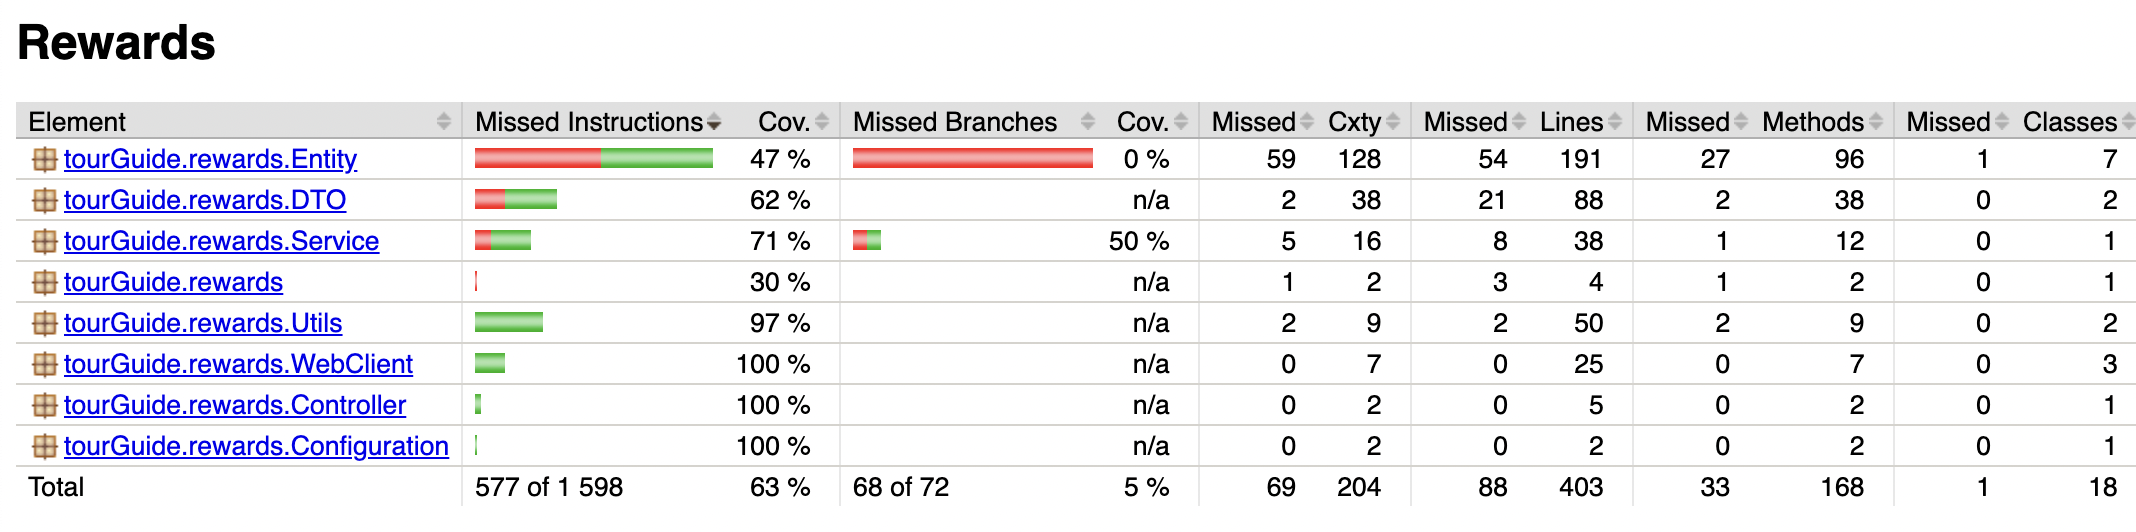 Rewards
Element Missed Instructions Cov. Missed Branches Cov. Missed Cxty Missed Lines Missed Methods Missed Classes
tourGuide.rewards.Entity 47 % 0 % 59 128 54 191 27 96 1 7
tourGuide.rewards.DTO 62 % n/a 2 38 21 88 2 38 0 2
tourGuide.rewards.Service 71 % 50 % 5 16 8 38 1 12 0 1
tourGuide.rewards 30 % n/a 1 2 3 4 1 2 0 1
tourGuide.rewards.Utils 97 % n/a 2 9 2 50 2 9 0 2
tourGuide.rewards.WebClient 100 % n/a 0 7 0 25 0 7 0 3
tourGuide.rewards.Controller 100 % n/a 0 2 0 5 0 2 0 1
tourGuide.rewards.Configuration 100 % n/a 0 2 0 2 0 2 0 1
Total 577 of 1 598 63 % 68 of 72 5 % 69 204 88 403 33 168 1 18